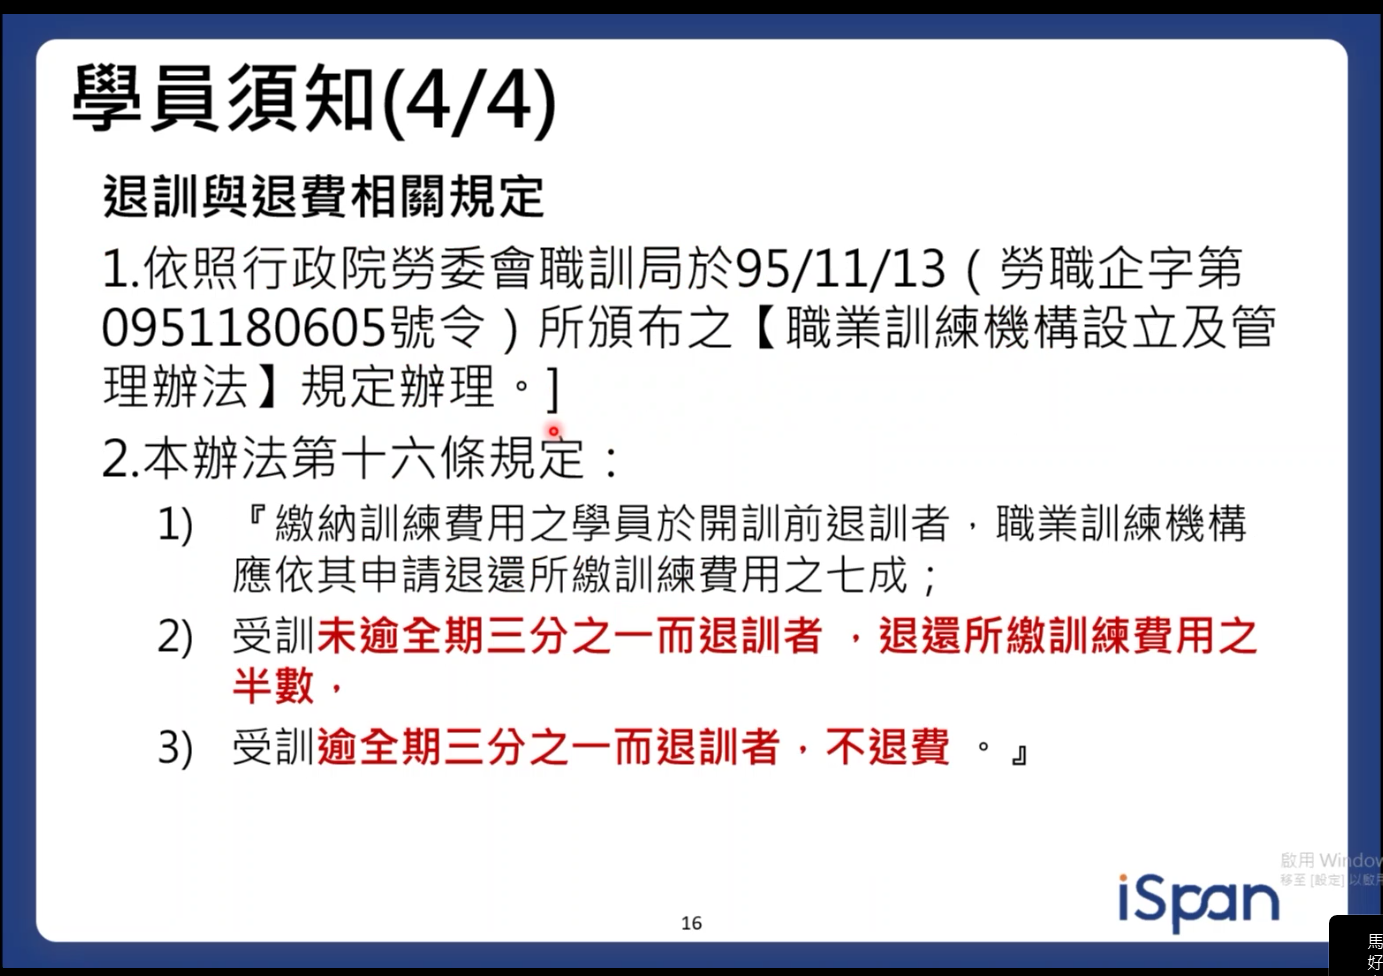 學員須知(4/4)
退訓與退費相關規定
1.依照行政院勞委會職訓局於95/11/13（勞職企字第
0951180605號令）所頒布之【職業訓練機構設立及管
理辦法】規定辦理。]
2.本辦法第十六條規定：
1) 『繳納訓練費用之學員於開訓前退訓者，職業訓練機構
應依其申請退還所繳訓練費用之七成；
2) 受訓未逾全期三分之一而退訓者 ，退還所繳訓練費用之
半數，
3) 受訓逾全期三分之一而退訓者，不退費 。』
啟用 Window
移至 [設定] 以啟用
iSpan
16
馬
好